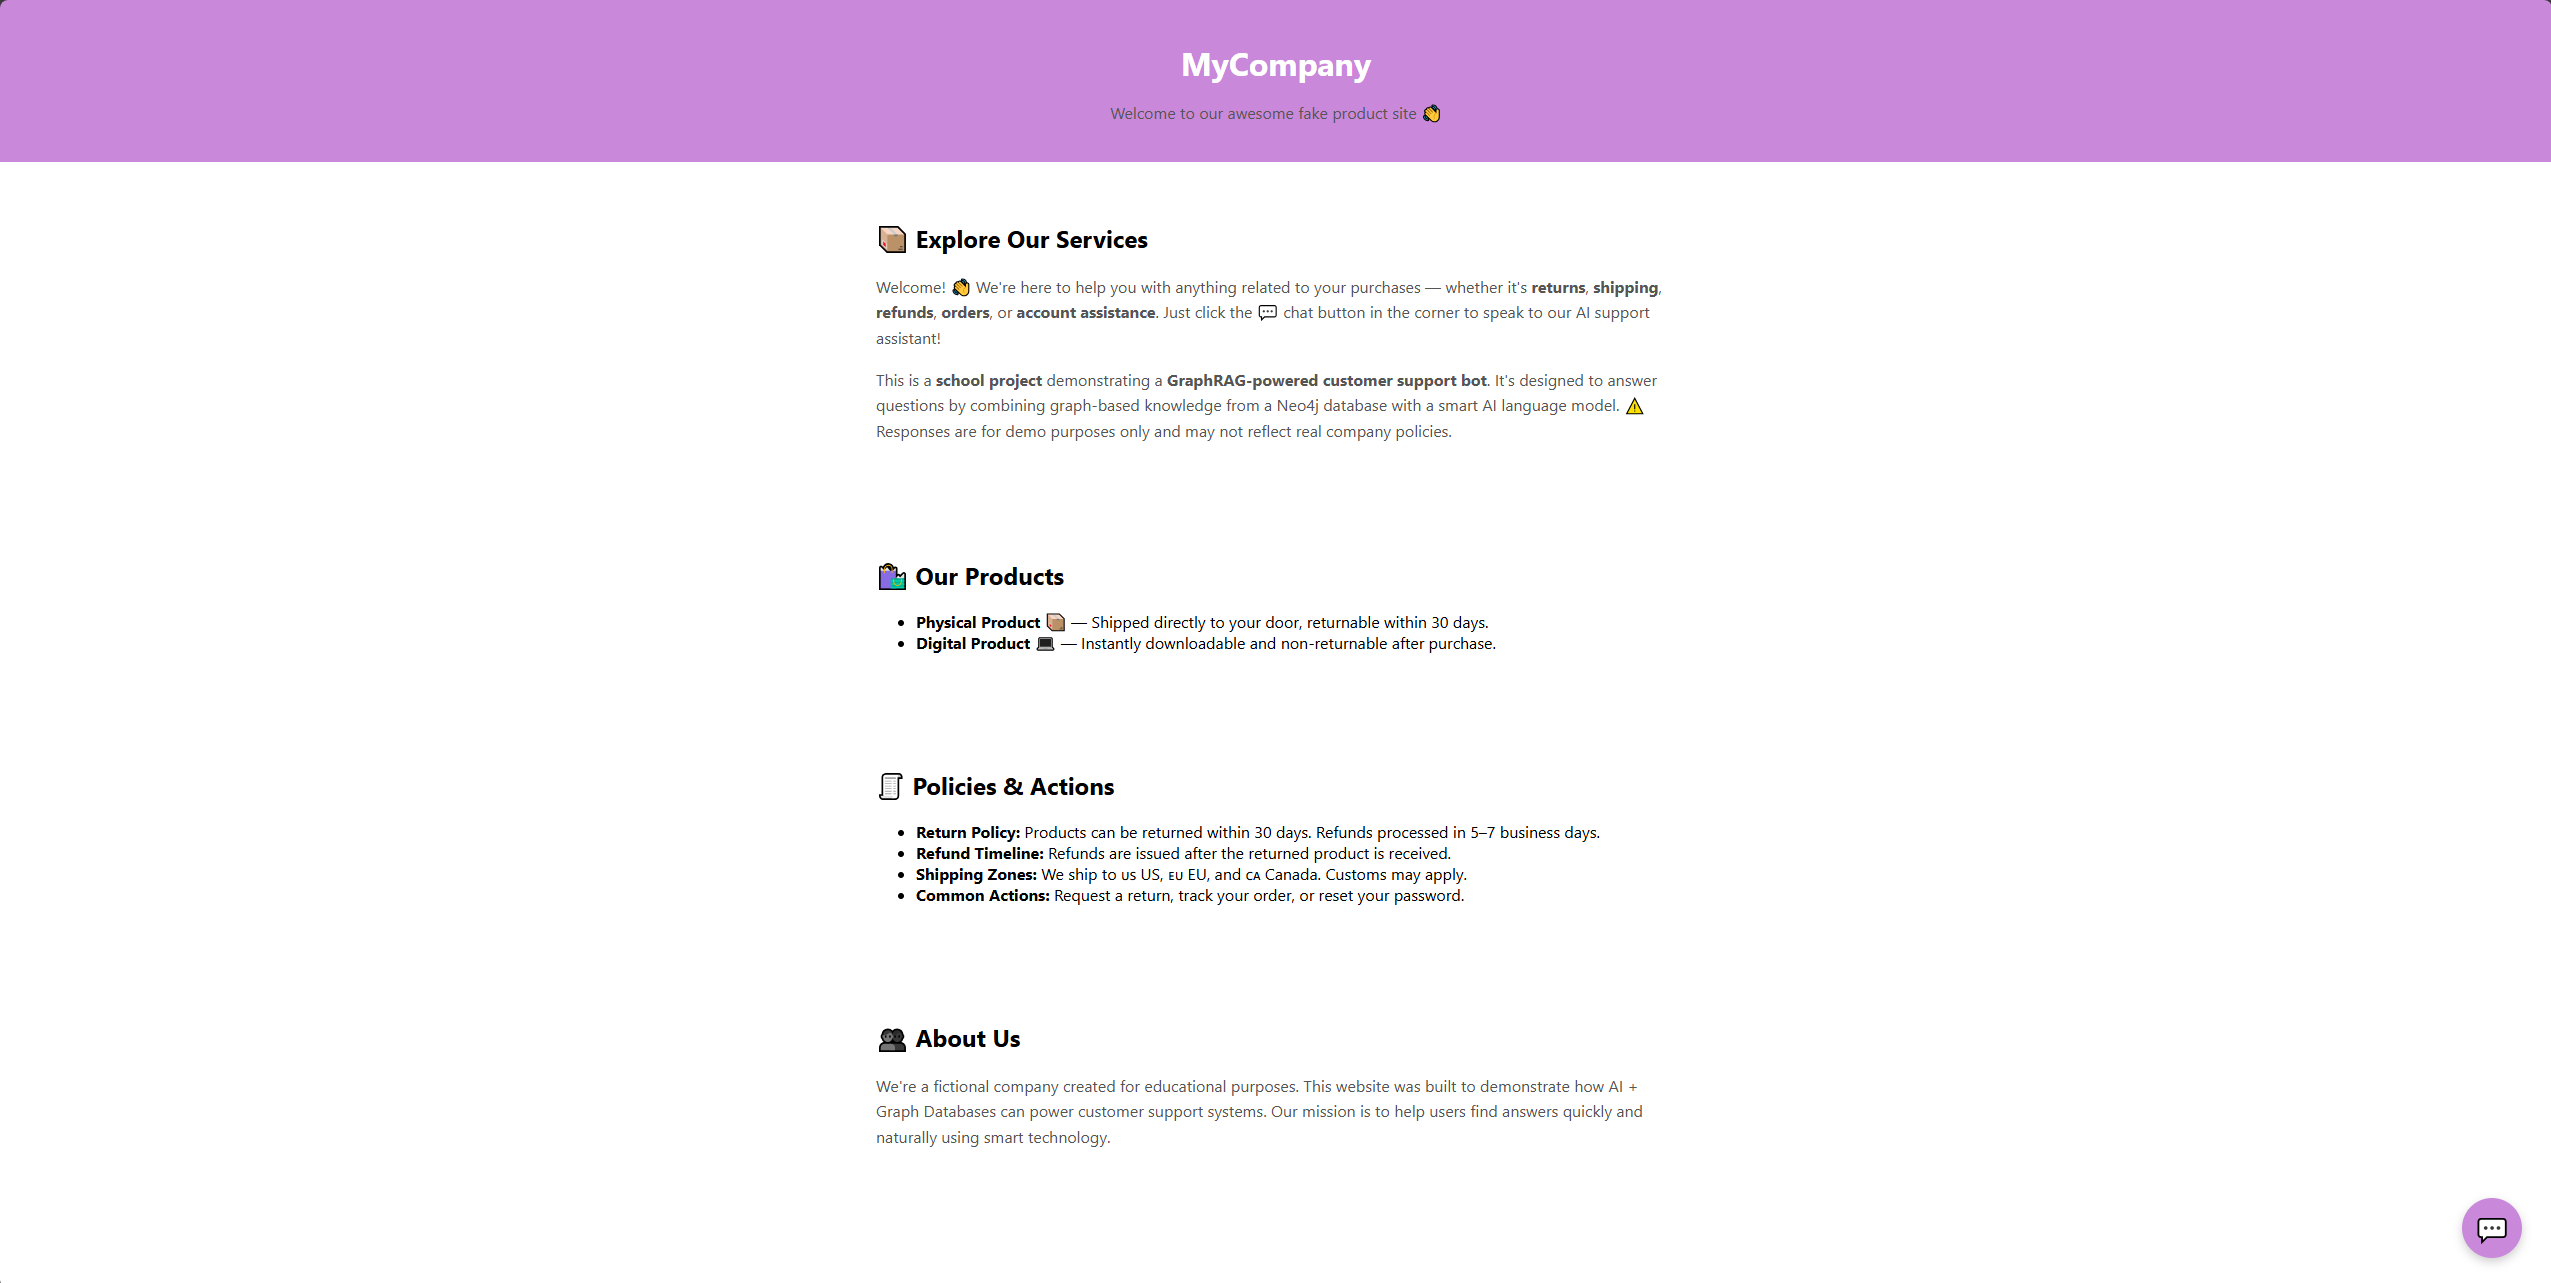 MyCompany
Welcome to our awesome fake product site 👋
📦 Explore Our Services
Welcome! 👋 We're here to help you with anything related to your purchases — whether it's returns, shipping,
refunds, orders, or account assistance. Just click the 💬 chat button in the corner to speak to our AI support
assistant!
This is a school project demonstrating a GraphRAG-powered customer support bot. It's designed to answer
questions by combining graph-based knowledge from a Neo4j database with a smart AI language model. ⚠️
Responses are for demo purposes only and may not reflect real company policies.
🛍️ Our Products
• Physical Product 📦 — Shipped directly to your door, returnable within 30 days.
• Digital Product 💻 — Instantly downloadable and non-returnable after purchase.
📜 Policies & Actions
• Return Policy: Products can be returned within 30 days. Refunds processed in 5–7 business days.
• Refund Timeline: Refunds are issued after the returned product is received.
• Shipping Zones: We ship to 🇺🇸 US, 🇪🇺 EU, and 🇨🇦 Canada. Customs may apply.
• Common Actions: Request a return, track your order, or reset your password.
👥 About Us
We're a fictional company created for educational purposes. This website was built to demonstrate how AI +
Graph Databases can power customer support systems. Our mission is to help users find answers quickly and
naturally using smart technology.